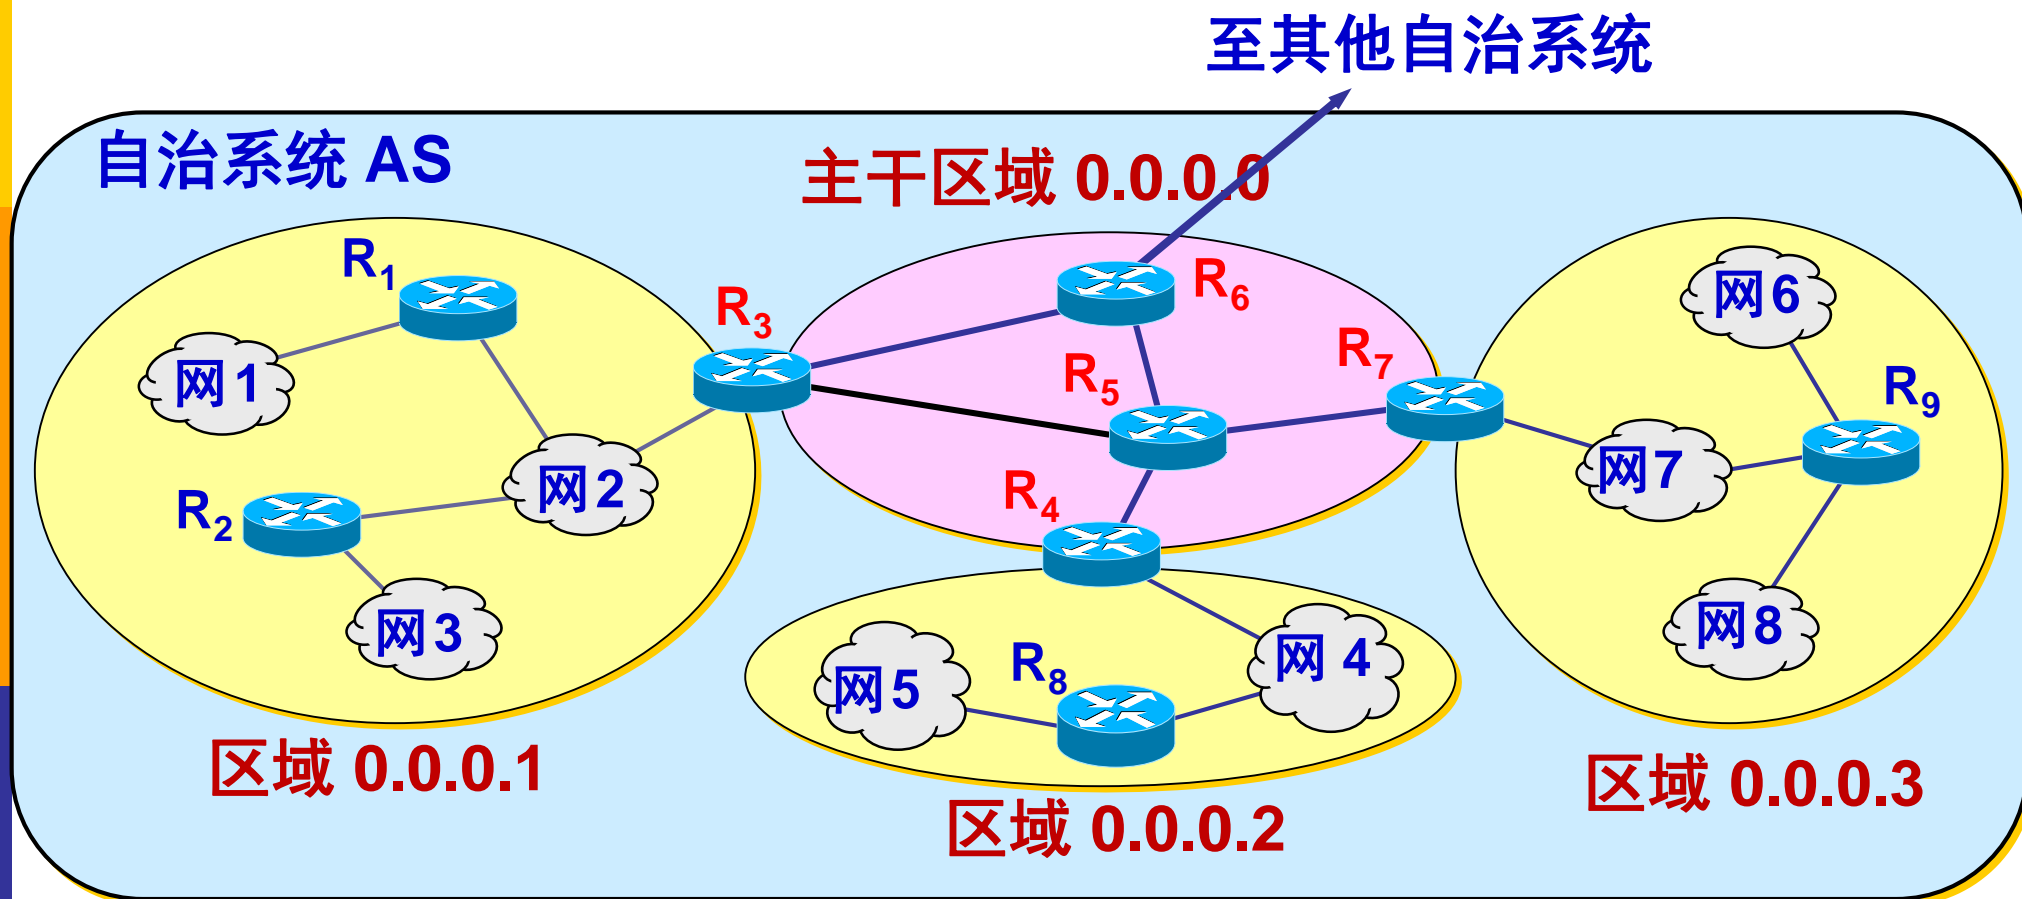 至其他自治系统
自治系统 AS
主干区域 0.0.0.0
R1
R3
R6
R5
R7
R9
R2
R4
R8
网1
网2
网3
网4
网5
网6
网7
网8
区域 0.0.0.1
区域 0.0.0.2
区域 0.0.0.3